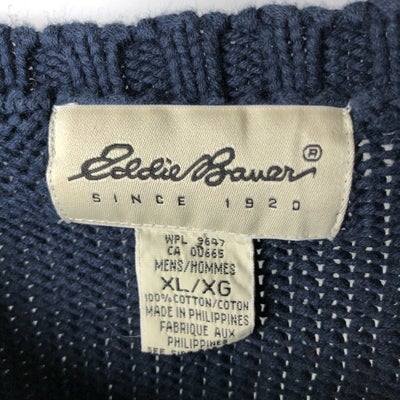 Eddie Bauer ®
SINCE 1920
WPL 9647
CA 00665
MENS/HOMMES
XL/XG
100% COTTON/COTON
MADE IN PHILIPPINES
FABRIQUE AUX
PHILIPPINES